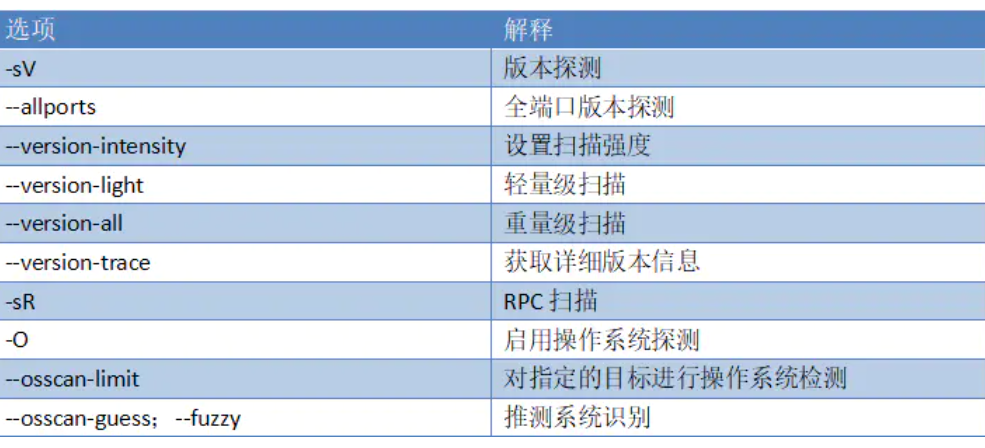 选项 解释
-sV 版本探测
--allports 全端口版本探测
--version-intensity 设置扫描强度
--version-light 轻量级扫描
--version-all 重量级扫描
--version-trace 获取详细版本信息
-sR RPC 扫描
-O 启用操作系统探测
--osscan-limit 对指定的目标进行操作系统检测
--osscan-guess；--fuzzy 推测系统识别